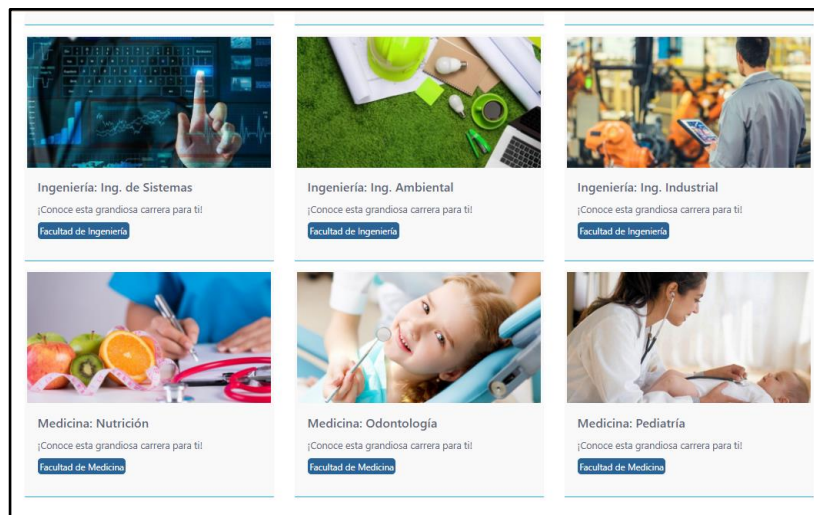 Ingeniería: Ing. de Sistemas
¡Conoce esta grandiosa carrera para ti!
Facultad de Ingeniería
Ingeniería: Ing. Ambiental
¡Conoce esta grandiosa carrera para ti!
Facultad de Ingeniería
Ingeniería: Ing. Industrial
¡Conoce esta grandiosa carrera para ti!
Facultad de Ingeniería
Medicina: Nutrición
¡Conoce esta grandiosa carrera para ti!
Facultad de Medicina
Medicina: Odontología
¡Conoce esta grandiosa carrera para ti!
Facultad de Medicina
Medicina: Pediatría
¡Conoce esta grandiosa carrera para ti!
Facultad de Medicina